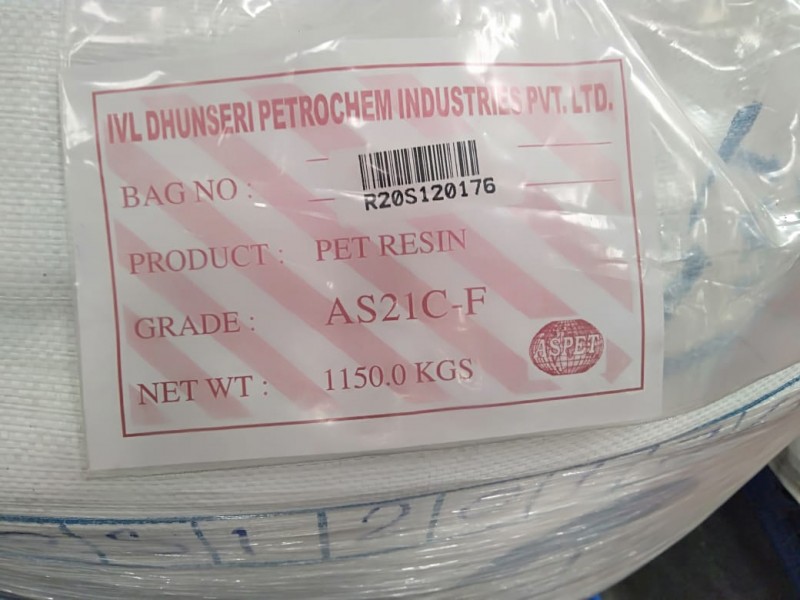 IVL DHUNSERI PETROCHEM INDUSTRIES PVT. LTD.
BAG NO :
R20S120176
PRODUCT : PET RESIN
GRADE : AS21C-F
NET WT : 1150.0 KGS
ASPET